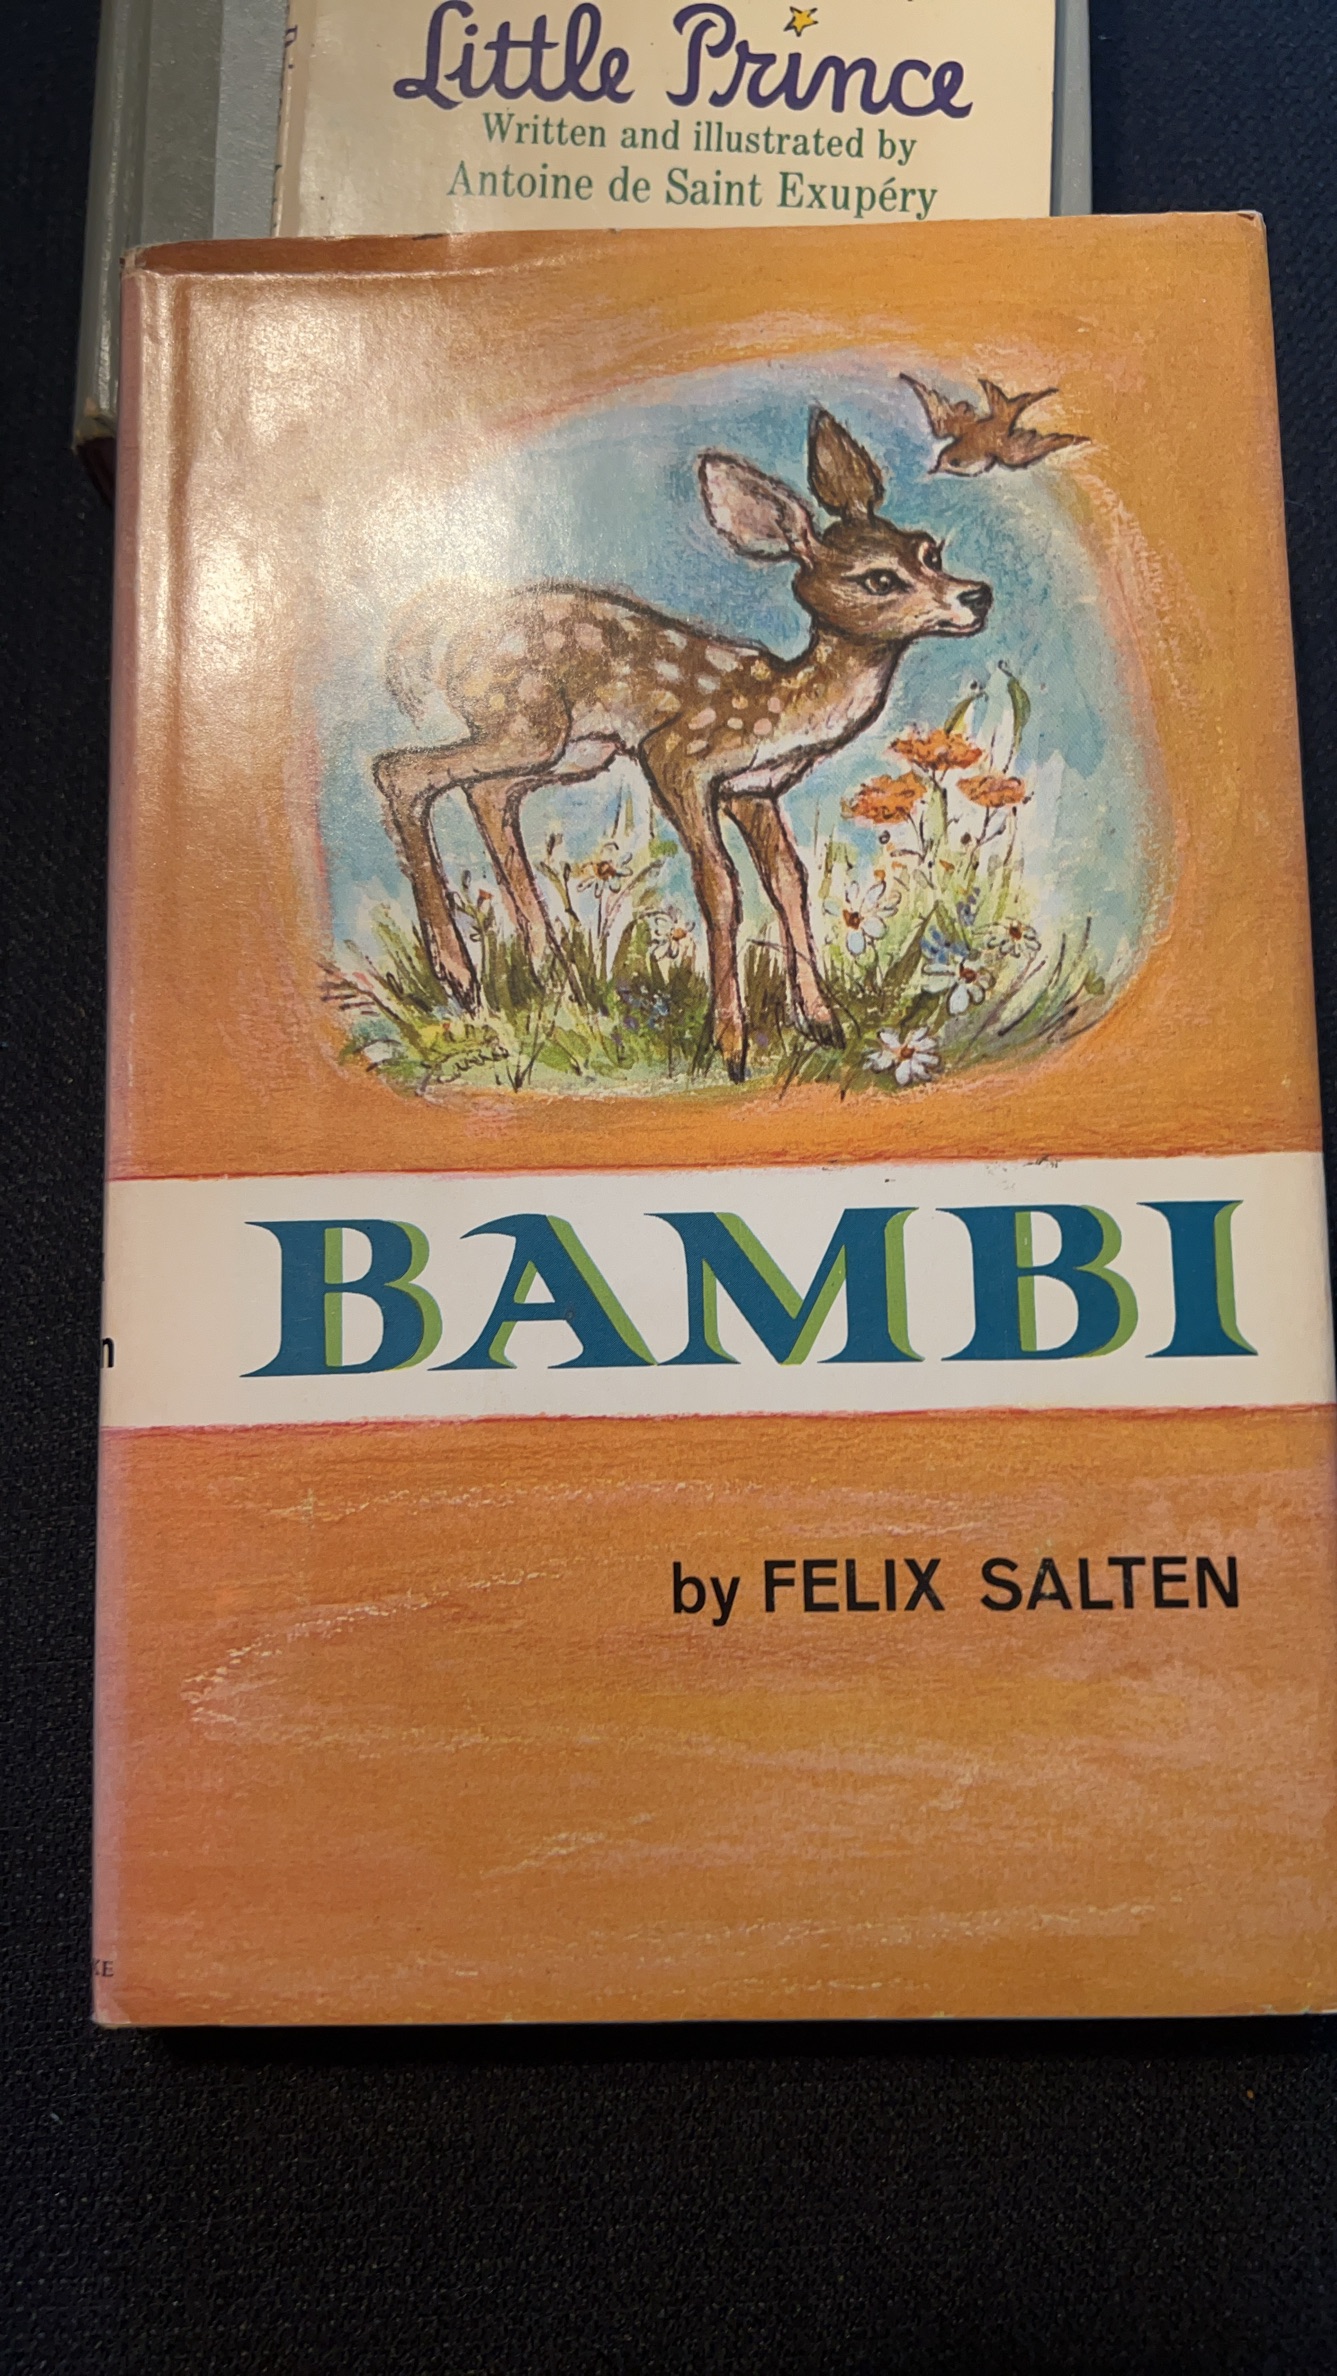 Little Prince
Written and illustrated by
Antoine de Saint Exupéry
BAMBI
by FELIX SALTEN